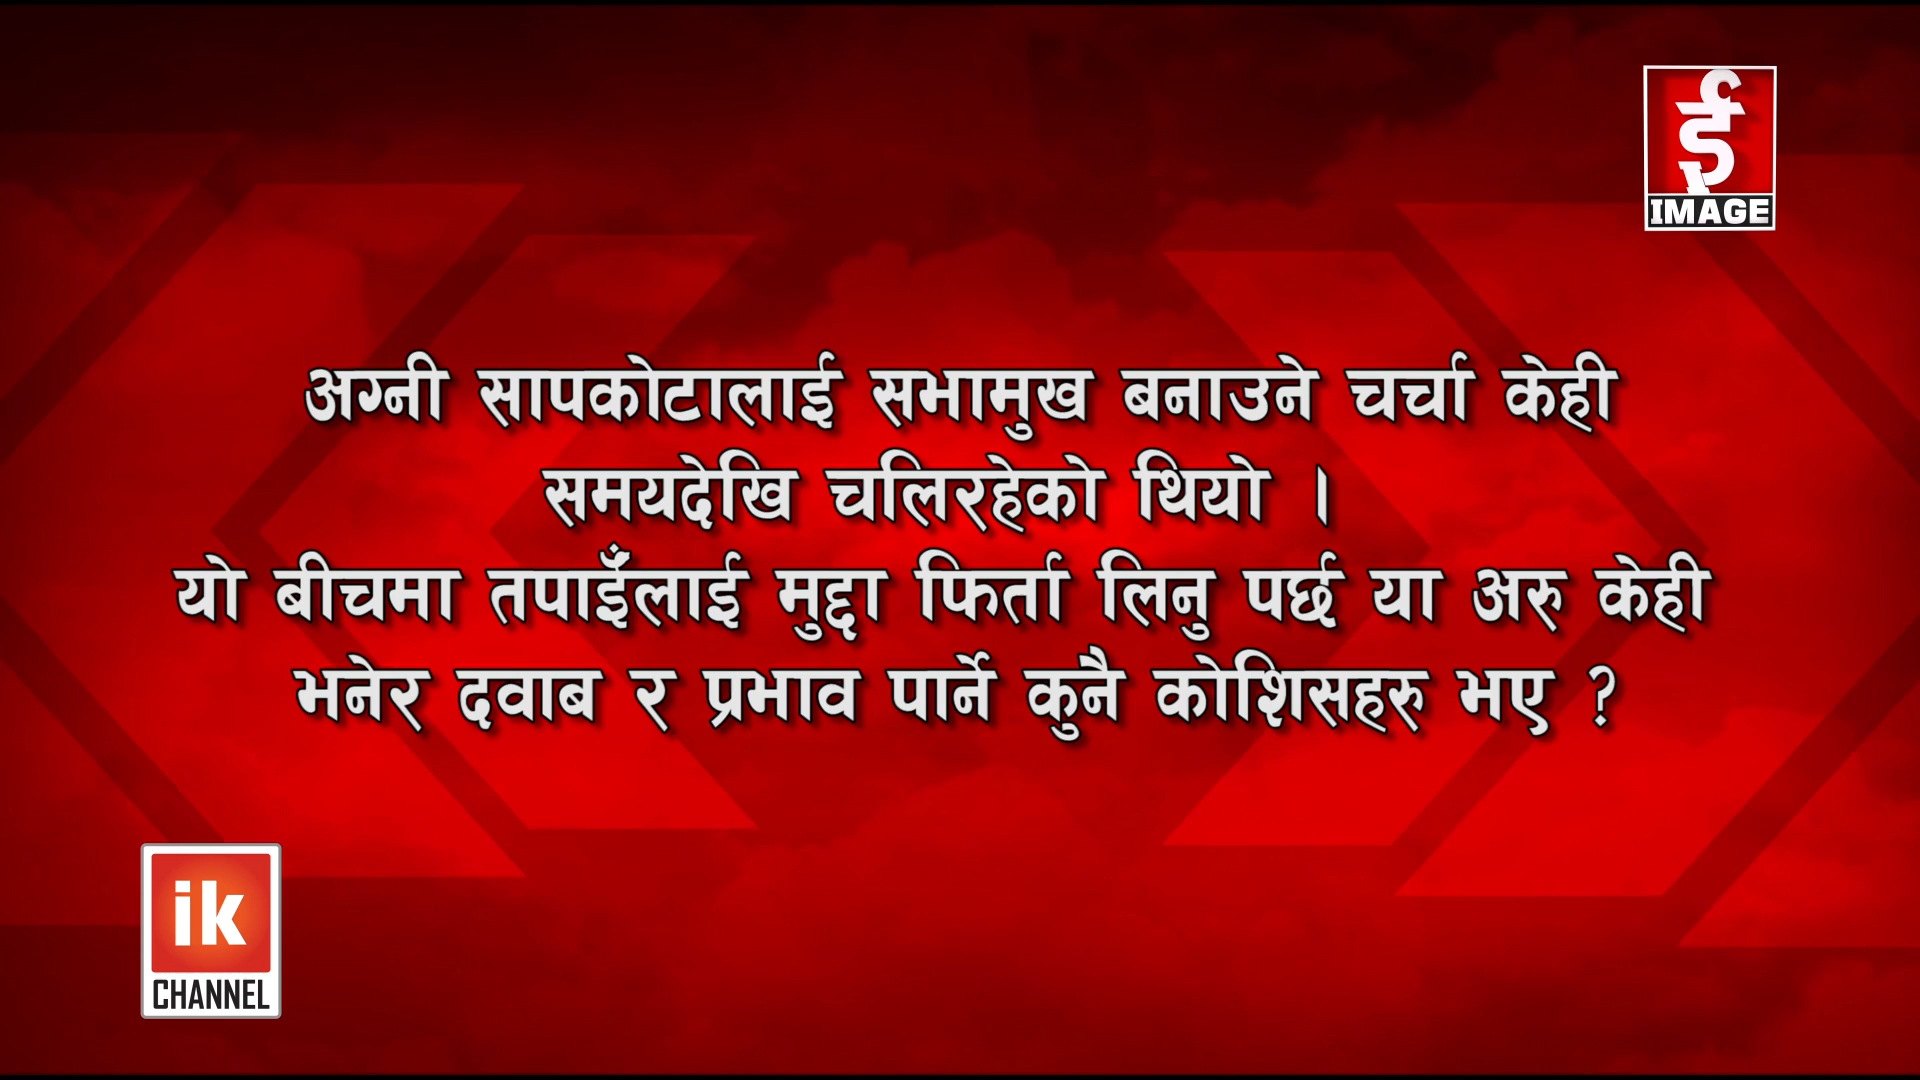 ई
IMAGE
अग्नी सापकोटालाई सभामुख बनाउने चर्चा केही
समयदेखि चलिरहेको थियो ।
यो बीचमा तपाइँलाई मुद्दा फिर्ता लिनु पर्छ या अरु केही
भनेर दवाब र प्रभाव पार्ने कुनै कोशिसहरु भए ?
ik
CHANNEL